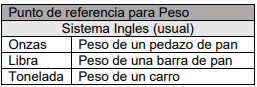 Punto de referencia para Peso
Sistema Ingles (usual)
Onzas Peso de un pedazo de pan
Libra Peso de una barra de pan
Tonelada Peso de un carro